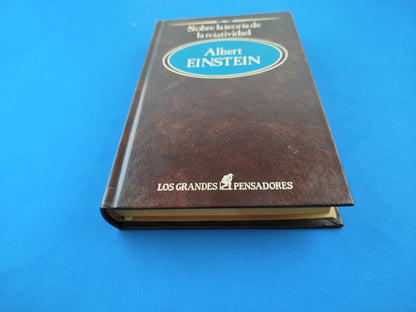 Sobre la teoría de
la relatividad
Albert
EINSTEIN
LOS GRANDES PENSADORES